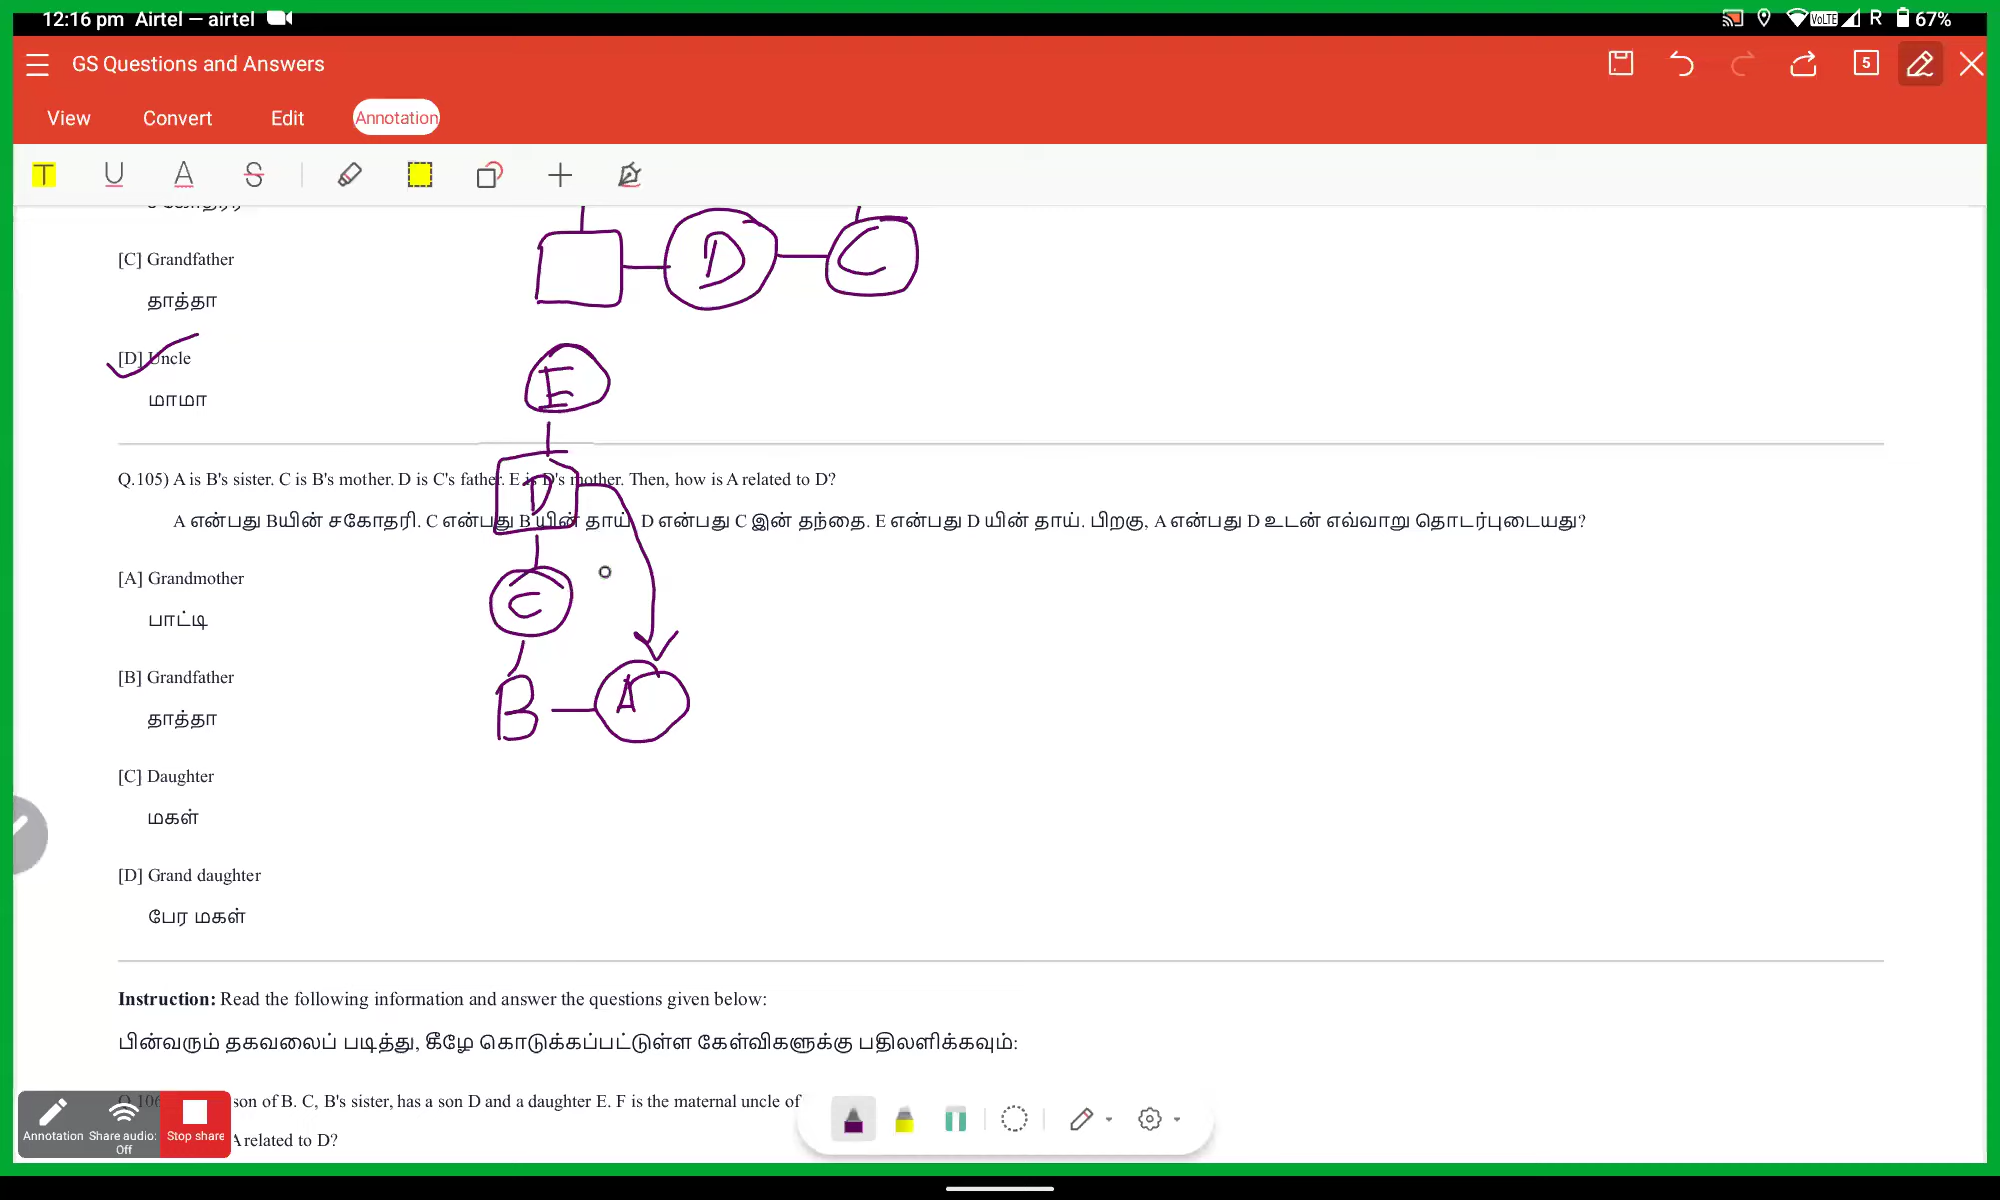 12:16 pm Airtel — airtel VoLTE R 67%
GS Questions and Answers 5
View Convert Edit Annotation
T U A S
[C] Grandfather D C
தாத்தா
[D] Uncle E
மாமா
Q.105) A is B's sister. C is B's mother. D is C's father. E is D's mother. Then, how is A related to D?
A என்பது Bயின் சகோதரி. C என்பது B யின் தாய். D என்பது C இன் தந்தை. E என்பது D யின் தாய். பிறகு, A என்பது D உடன் எவ்வாறு தொடர்புடையது?
D
[A] Grandmother
C
பாட்டி
[B] Grandfather
B A
தாத்தா
[C] Daughter
மகள்
[D] Grand daughter
பேர மகள்
Instruction: Read the following information and answer the questions given below:
பின்வரும் தகவலைப் படித்து, கீழே கொடுக்கப்பட்டுள்ள கேள்விகளுக்கு பதிலளிக்கவும்:
Q.106 son of B. C, B's sister, has a son D and a daughter E. F is the maternal uncle of
A related to D?
Annotation Share audio: Off Stop share